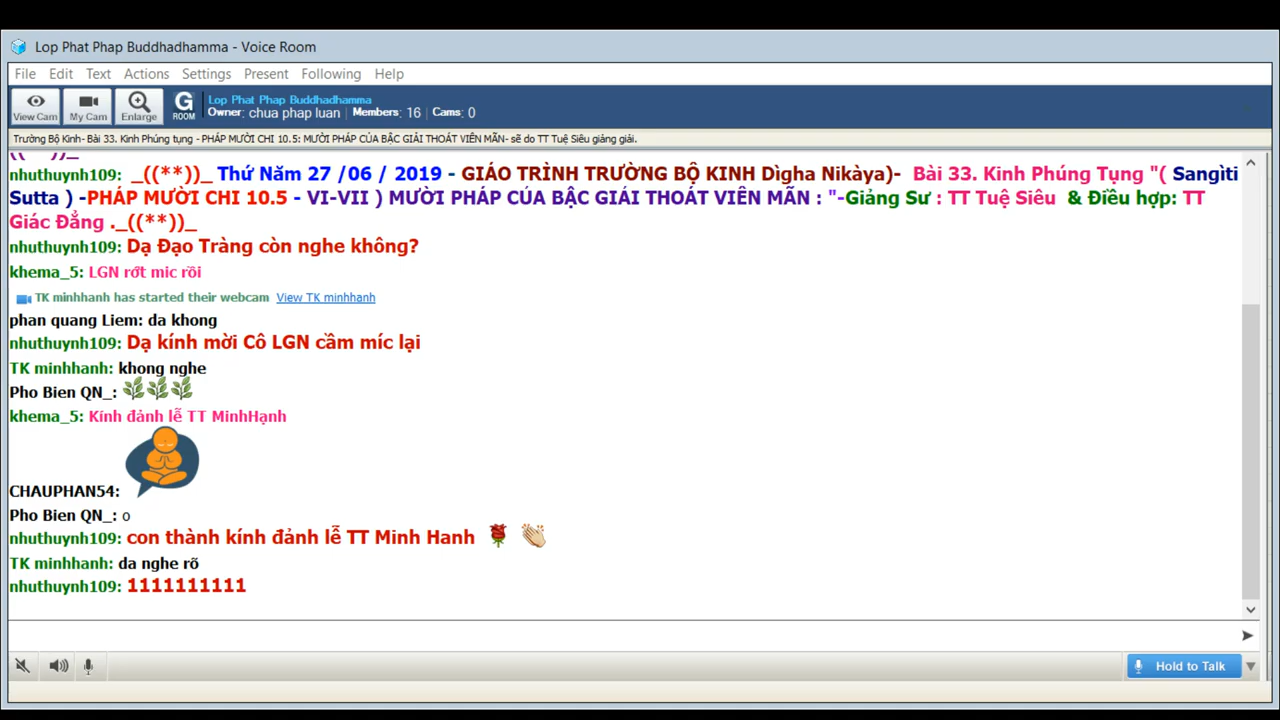 Lop Phat Phap Buddhadhamma - Voice Room
File Edit Text Actions Settings Present Following Help
View Cam My Cam Enlarge G ROOM Lop Phat Phap Buddhadhamma
Owner: chua phap luan | Members: 16 | Cams: 0
Trường Bộ Kinh- Bài 33. Kinh Phúng tụng - PHÁP MƯỜI CHI 10.5: MƯỜI PHÁP CỦA BẬC GIẢI THOÁT VIÊN MÃN- sẽ do TT Tuệ Siêu giảng giải.
nhuthuynh109: _((**))_ Thứ Năm 27 /06 / 2019 - GIÁO TRÌNH TRƯỜNG BỘ KINH Dìgha Nikàya)- Bài 33. Kinh Phúng Tụng "( Sangìti
Sutta ) -PHÁP MƯỜI CHI 10.5 - VI-VII ) MƯỜI PHÁP CỦA BẬC GIẢI THOÁT VIÊN MÃN : "-Giảng Sư : TT Tuệ Siêu & Điều hợp: TT
Giác Đẳng ._((**))_
nhuthuynh109: Dạ Đạo Tràng còn nghe không?
khema_5: LGN rớt mic rồi
TK minhhanh has started their webcam View TK minhhanh
phan quang Liem: da khong
nhuthuynh109: Dạ kính mời Cô LGN cầm míc lại
TK minhhanh: khong nghe
Pho Bien QN_:
khema_5: Kính đảnh lễ TT MinhHạnh
CHAUPHAN54:
Pho Bien QN_: o
nhuthuynh109: con thành kính đảnh lễ TT Minh Hanh
TK minhhanh: da nghe rõ
nhuthuynh109: 1111111111
Hold to Talk